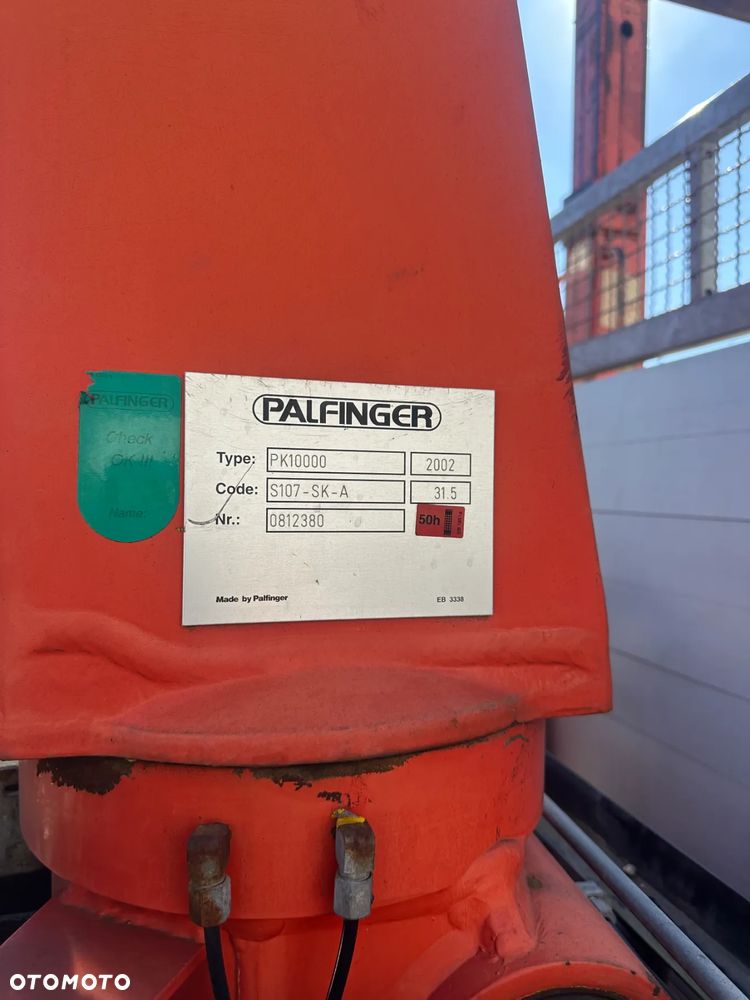 PALFINGER
Check
OK !!!
Name:
PALFINGER
Type: PK10000 2002
Code: S107-SK-A 31.5
Nr.: 0812380 50h
Made by Palfinger EB 3338
OTOMOTO